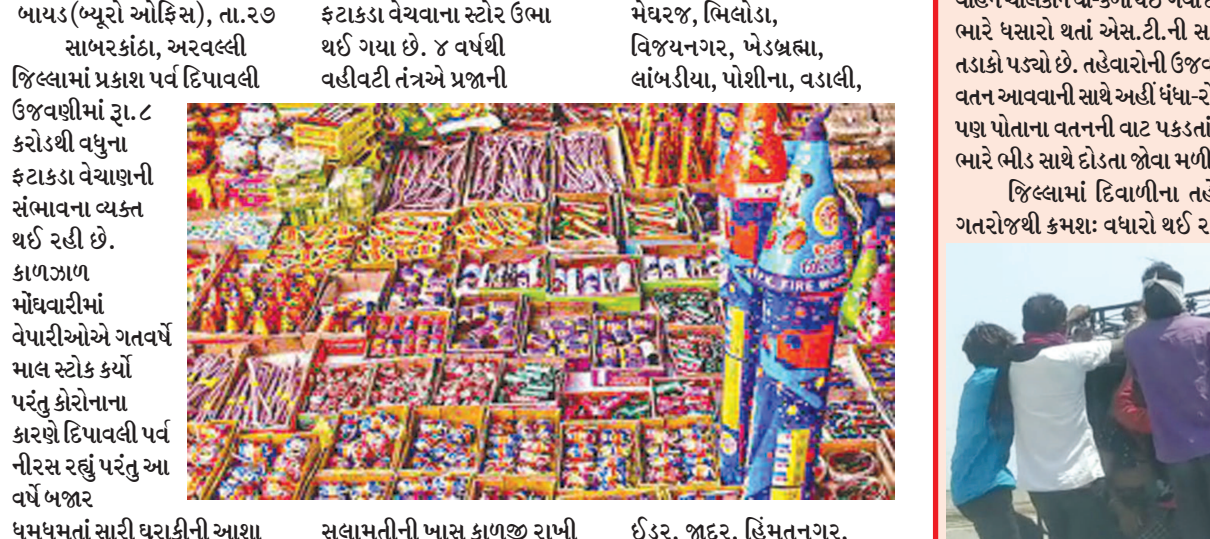 બાયડ(બ્યૂરો ઓફિસ), તા.૨૭
સાબરકાંઠા, અરવલ્લી
જિલ્લામાં પ્રકાશ પર્વ દિપાવલી
ઉજવણીમાં રૂા.૮
કરોડથી વધુના
ફટાકડા વેચાણની
સંભાવના વ્યક્ત
થઈ રહી છે.
કાળઝાળ
મોંઘવારીમાં
વેપારીઓએ ગતવર્ષે
માલ સ્ટોક કર્યો
પરંતુ કોરોનાના
કારણે દિપાવલી પર્વ
નીરસ રહ્યું પરંતુ આ
વર્ષે બજાર
ધમધમતાં સારી ઘરાકીની આશા
ફટાકડા વેચવાના સ્ટોર ઉભા
થઈ ગયા છે. ૪ વર્ષથી
વહીવટી તંત્રએ પ્રજાની
સલામતીની ખાસ કાળજી રાખી
મેઘરજ, ભિલોડા,
વિજયનગર, ખેડબ્રહ્મા,
લાંબડીયા, પોશીના, વડાલી,
ઈડર, જાદર, હિંમતનગર,
FIRE
ભારે ધસારો થતાં એસ.ટી.ની
તડાકો પડ્યો છે. તહેવારોની
વતન આવવાની સાથે અહીં
પણ પોતાના વતનની વાટ પકડતાં
ભારે ભીડ સાથે દોડતા જોવા
જિલ્લામાં દિવાળીના
ગતરોજથી ક્રમશઃ વધારો થઈ